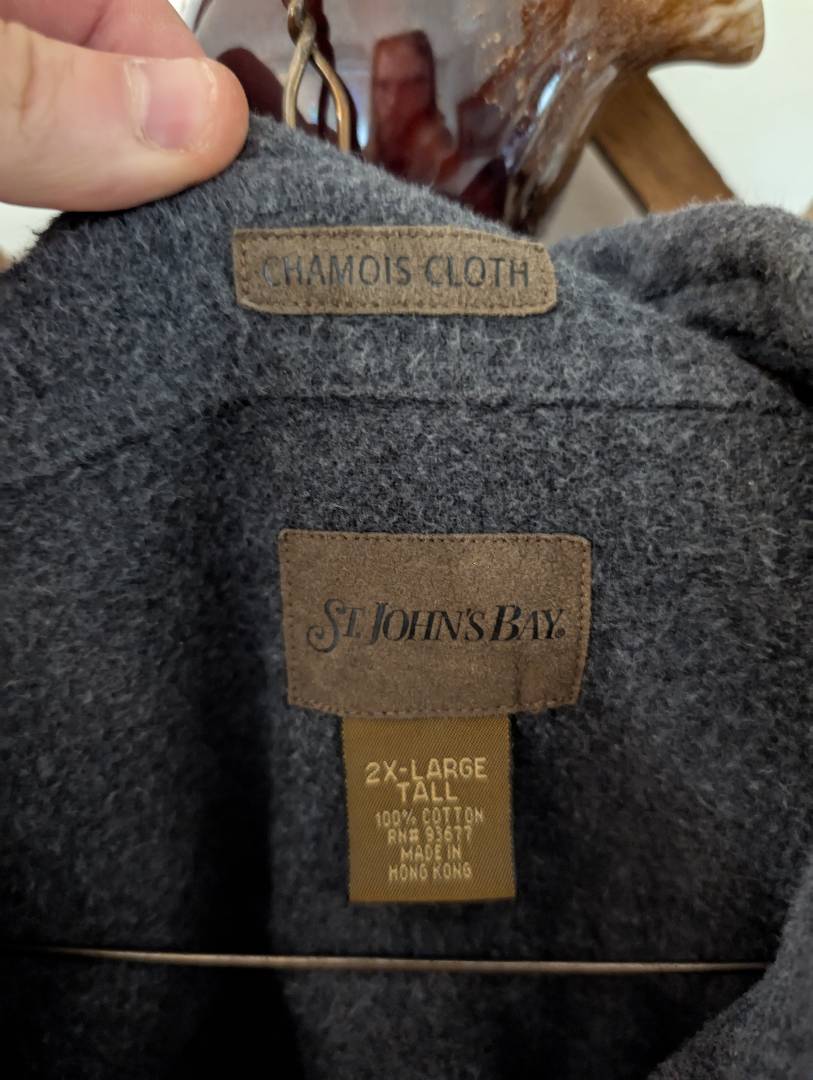 CHAMOIS CLOTH
ST. JOHN'S BAY®
2X-LARGE
TALL
100% COTTON
RN# 93677
MADE IN
HONG KONG